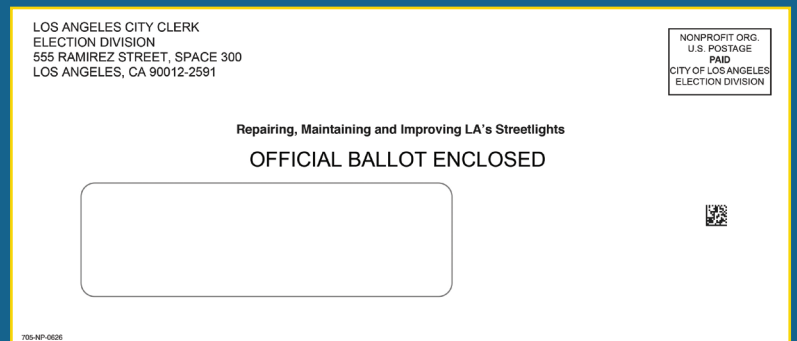 LOS ANGELES CITY CLERK
ELECTION DIVISION
555 RAMIREZ STREET, SPACE 300
LOS ANGELES, CA 90012-2591
NONPROFIT ORG.
U.S. POSTAGE
PAID
CITY OF LOS ANGELES
ELECTION DIVISION
Repairing, Maintaining and Improving LA's Streetlights
OFFICIAL BALLOT ENCLOSED
705-NP-0626